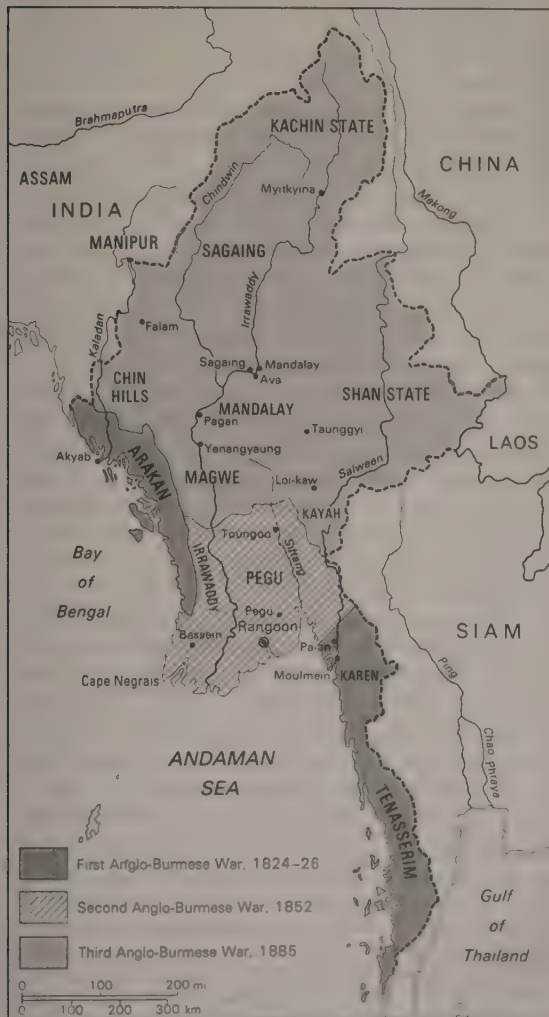 Brahmaputra
KACHIN STATE
CHINA
ASSAM
INDIA
Chindwin
Myitkyina
Mekong
MANIPUR
SAGAING
Irrawaddy
Kaladan
Falam
Sagaing
Mandalay
Ava
CHIN
HILLS
SHAN STATE
MANDALAY
Pagan
Taunggyi
LAOS
Yenangyaung
Akyab
ARAKAN
MAGWE
Loi-kaw
Salween
KAYAH
Toungoo
Bay
of
Bengal
IRRAWADDY
Sittang
PEGU
SIAM
Pegu
Rangoon
Bassein
Pa-an
KAREN
Ping
Cape Negrais
Moulmein
Chao Phraya
ANDAMAN
SEA
TENASSERIM
First Anglo-Burmese War, 1824-26
Second Anglo-Burmese War, 1852
Gulf
of
Thailand
Third Anglo-Burmese War, 1885
0 100 200 mi
0 100 200 300 km